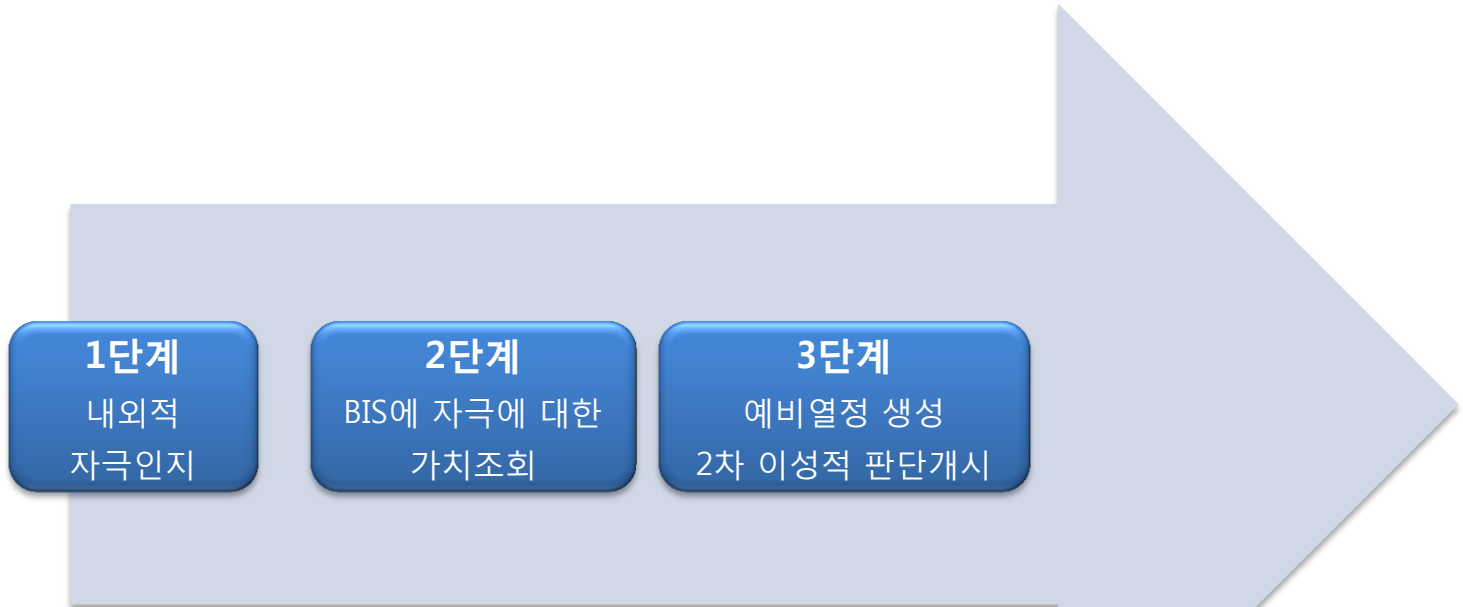 1단계
내외적
자극인지
2단계
BIS에 자극에 대한
가치조회
3단계
예비열정 생성
2차 이성적 판단개시